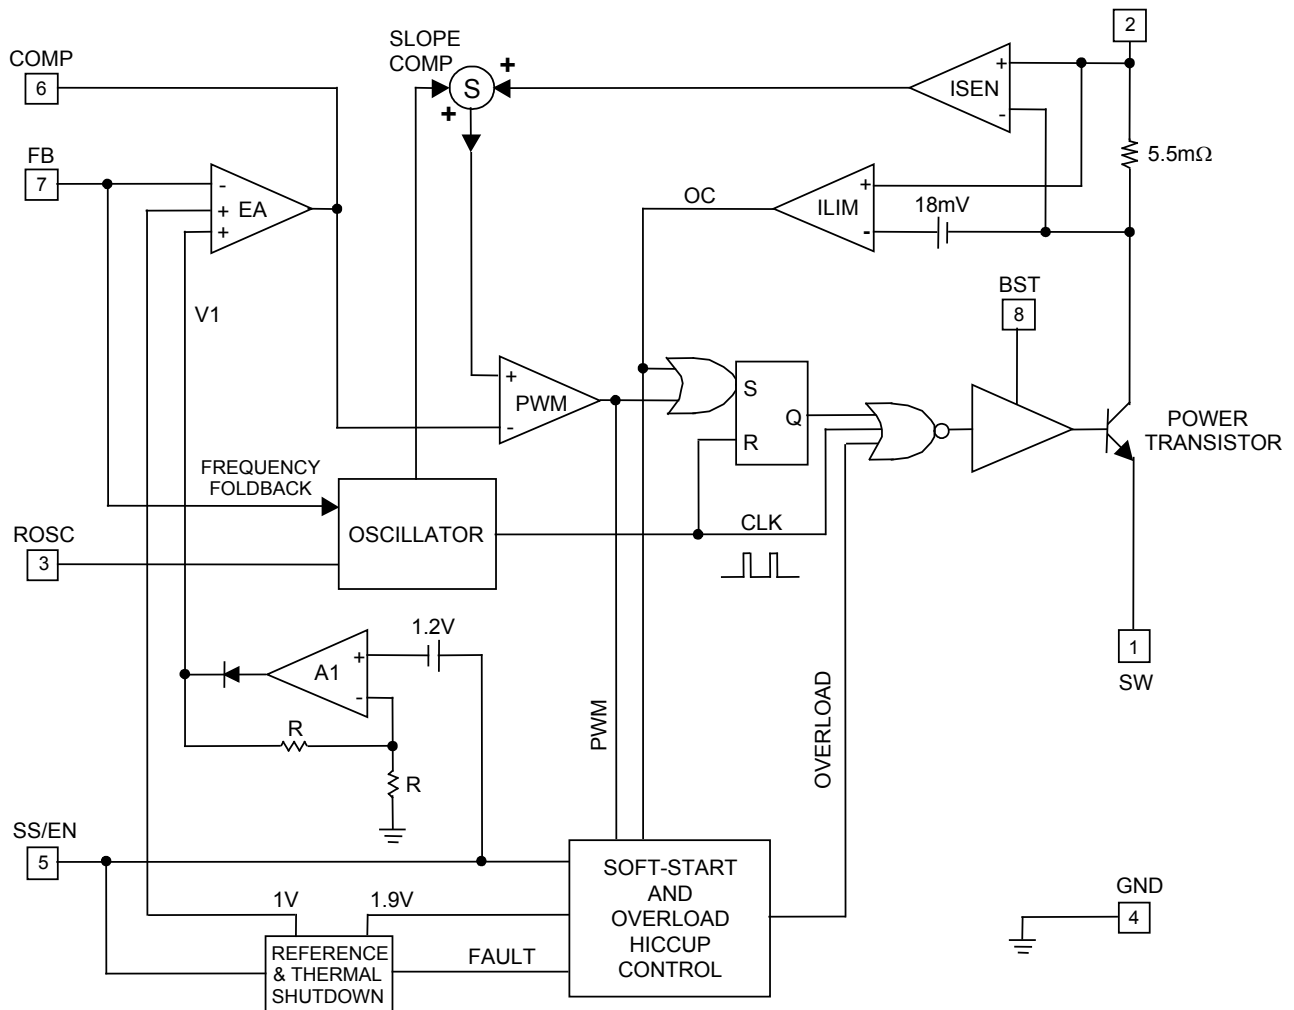 2
SLOPE
COMP
COMP
6
+
S
+
ISEN
+
-
5.5mΩ
FB
7
-
+
+
EA
OC
ILIM
+
-
18mV
BST
8
V1
+
-
PWM
S
R
Q
POWER
TRANSISTOR
FREQUENCY
FOLDBACK
ROSC
3
OSCILLATOR
CLK
1.2V
A1
+
-
R
R
PWM
OVERLOAD
1
SW
SS/EN
5
1V
1.9V
REFERENCE
& THERMAL
SHUTDOWN
FAULT
SOFT-START
AND
OVERLOAD
HICCUP
CONTROL
GND
4